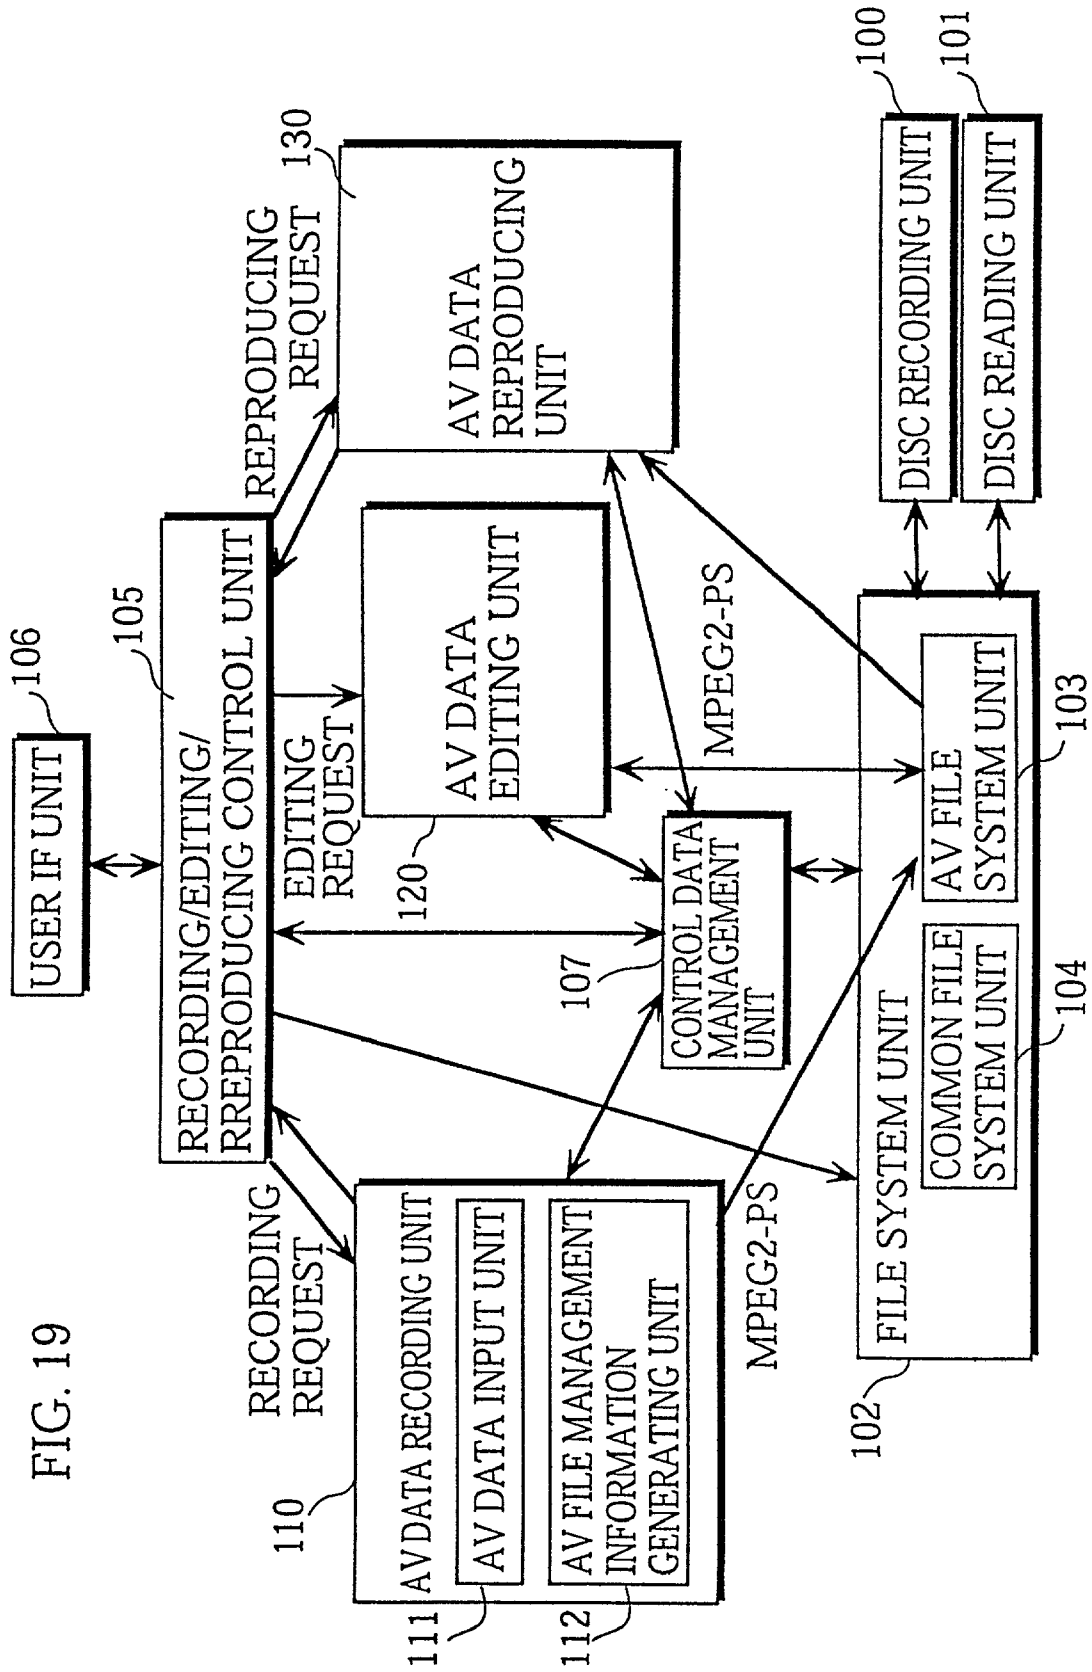 FIG. 19
106
USER IF UNIT
105
RECORDING/EDITING/
RREPRODUCING CONTROL UNIT
RECORDING
REQUEST
EDITING
REQUEST
REPRODUCING
REQUEST
110
AV DATA RECORDING UNIT
111
AV DATA INPUT UNIT
112
AV FILE MANAGEMENT
INFORMATION
GENERATING UNIT
120
AV DATA
EDITING UNIT
130
AV DATA
REPRODUCING
UNIT
107
CONTROL DATA
MANAGEMENT
UNIT
MPEG2-PS
MPEG2-PS
102
FILE SYSTEM UNIT
COMMON FILE
SYSTEM UNIT
104
AV FILE
SYSTEM UNIT
103
DISC RECORDING UNIT
100
DISC READING UNIT
101